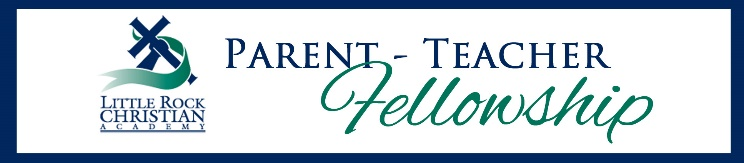 LITTLE ROCK
CHRISTIAN
ACADEMY
PARENT - TEACHER
Fellowship